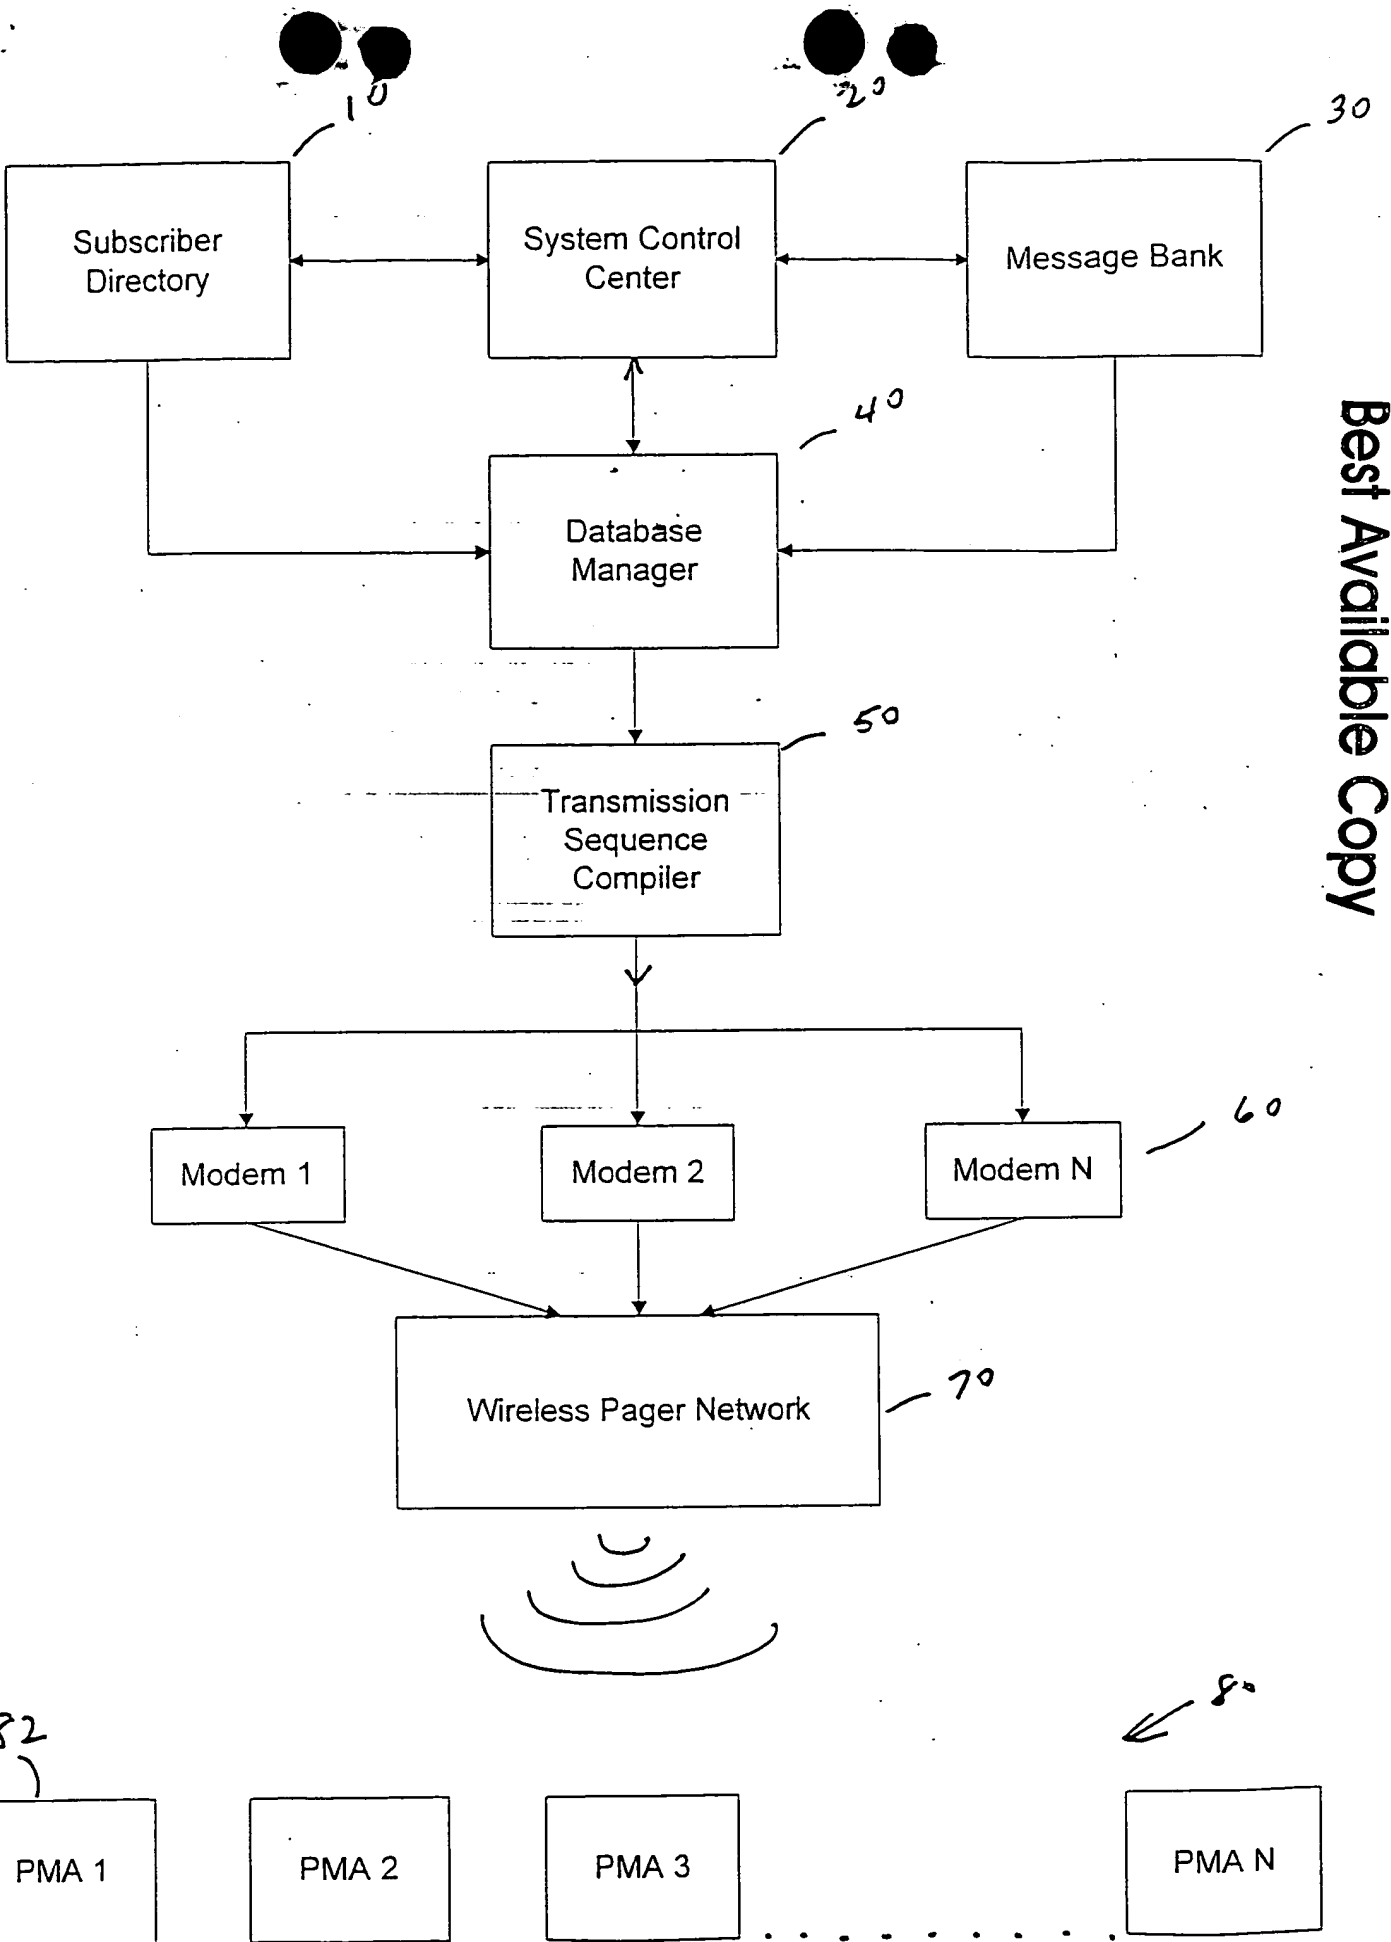 10
20
30
Subscriber
Directory
System Control
Center
Message Bank
40
Database
Manager
Best Available Copy
50
Transmission
Sequence
Compiler
60
Modem 1
Modem 2
Modem N
70
Wireless Pager Network
80
82
PMA 1
PMA 2
PMA 3
PMA N